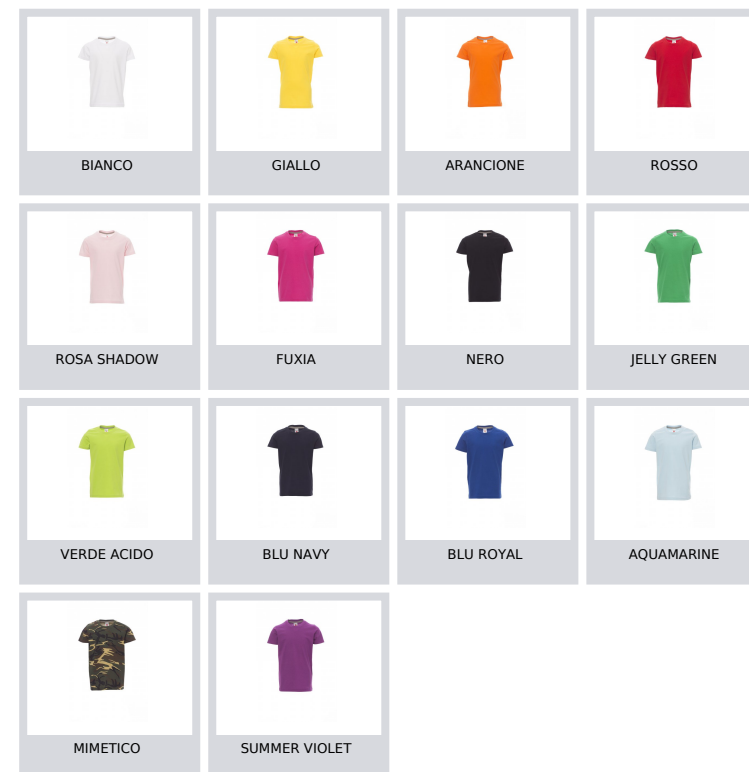 BIANCO
GIALLO
ARANCIONE
ROSSO
ROSA SHADOW
FUXIA
NERO
JELLY GREEN
VERDE ACIDO
BLU NAVY
BLU ROYAL
AQUAMARINE
MIMETICO
SUMMER VIOLET